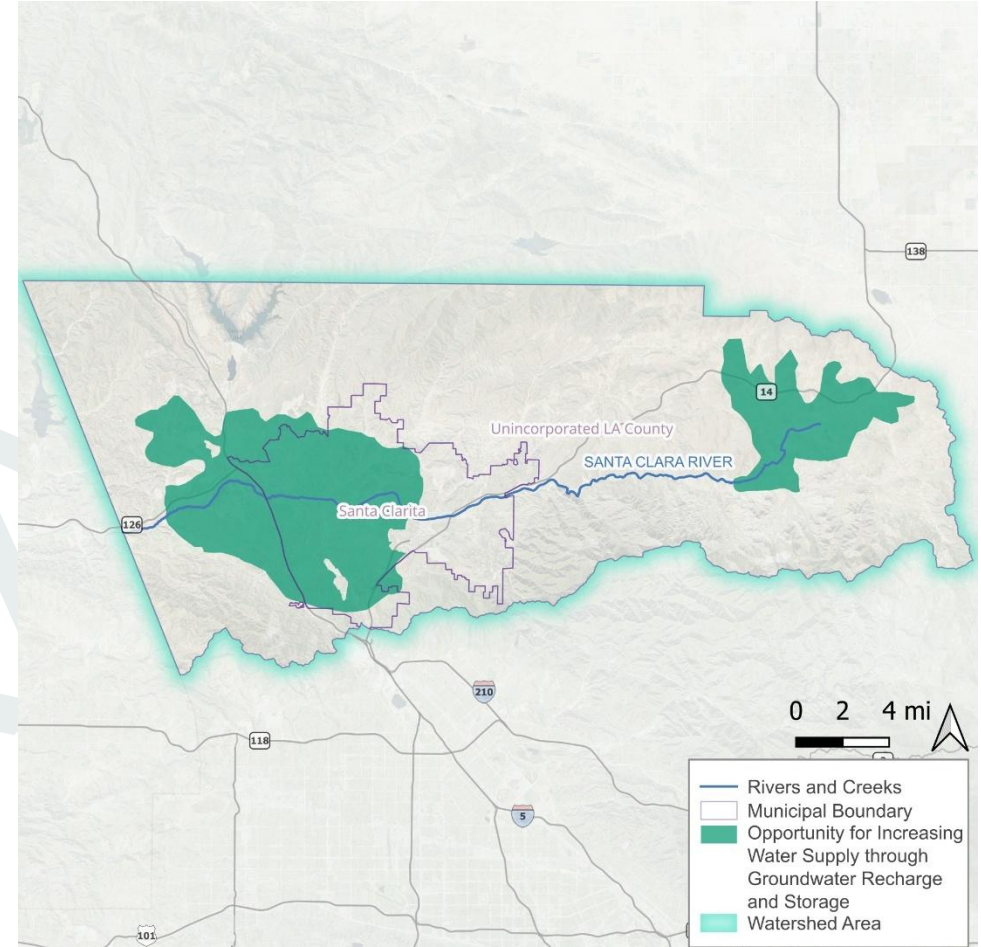 138
14
Unincorporated LA County
SANTA CLARA RIVER
Santa Clarita
126
210
0 2 4 mi
118
5
101
Rivers and Creeks
Municipal Boundary
Opportunity for Increasing
Water Supply through
Groundwater Recharge
and Storage
Watershed Area